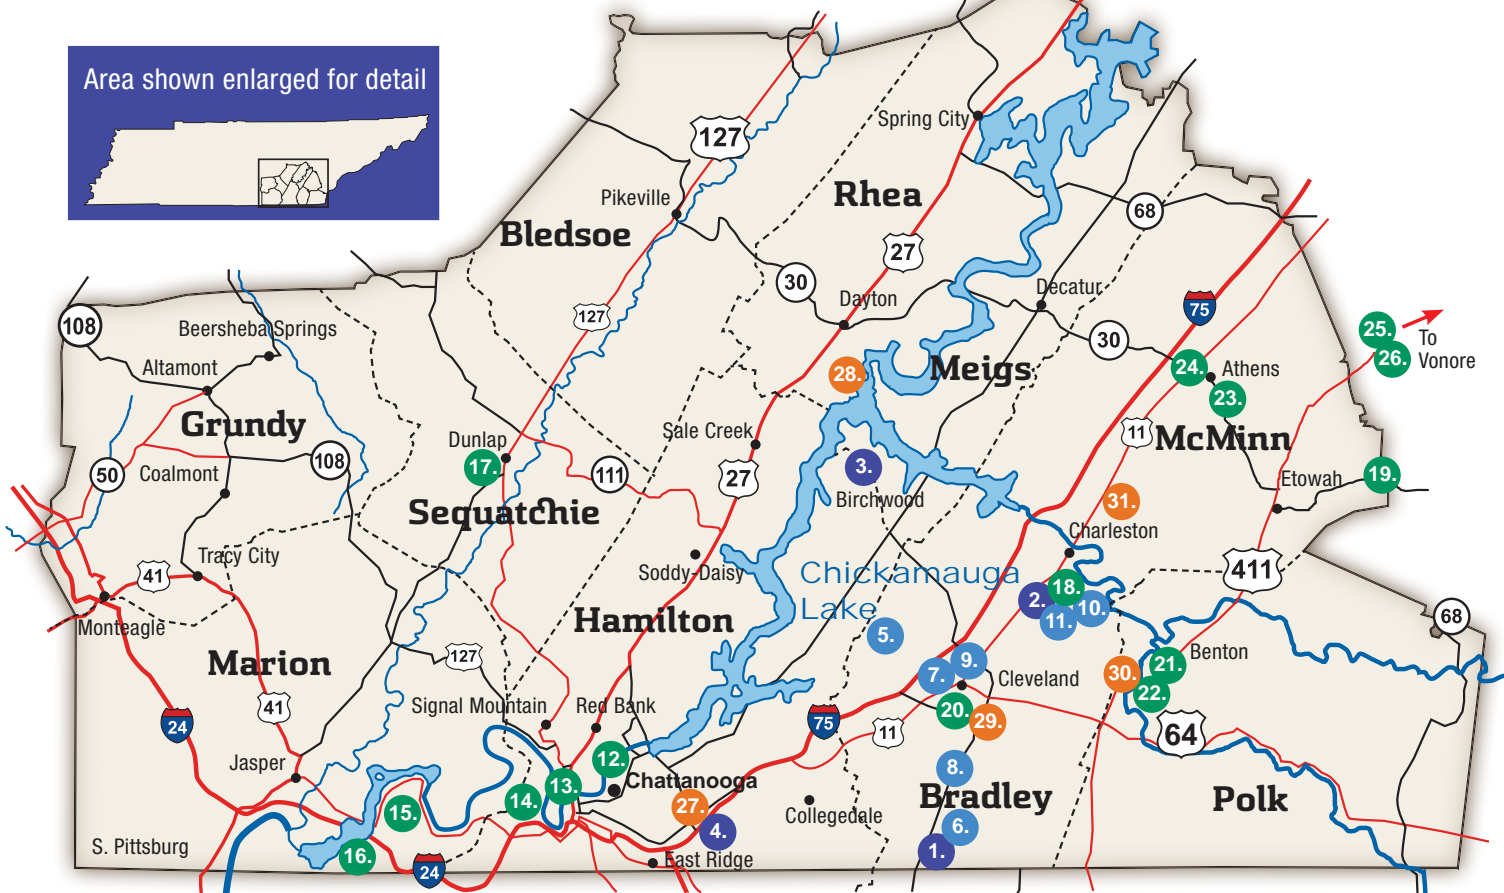 Area shown enlarged for detail
127
Spring City
Rhea
Pikeville
68
Bledsoe
27
30
Dayton
Decatur
75
108
Beersheba Springs
127
25.
To
Vonore
26.
Altamont
30
Meigs
24.
Athens
28.
23.
Grundy
Sale Creek
11
McMinn
Dunlap
17.
108
50
Coalmont
111
27
3.
Birchwood
Etowah
19.
Sequatchie
31.
Charleston
Tracy City
41
Soddy-Daisy
Chickamauga
Lake
411
18.
2.
10.
11.
68
Monteagle
Hamilton
5.
Marion
127
9.
7.
Cleveland
Benton
21.
30.
22.
41
24
Signal Mountain
Red Bank
75
11
20.
29.
64
Jasper
12.
13.
Chattanooga
8.
14.
15.
27.
4.
Collegedale
Bradley
Polk
6.
S. Pittsburg
16.
24
East Ridge
1.